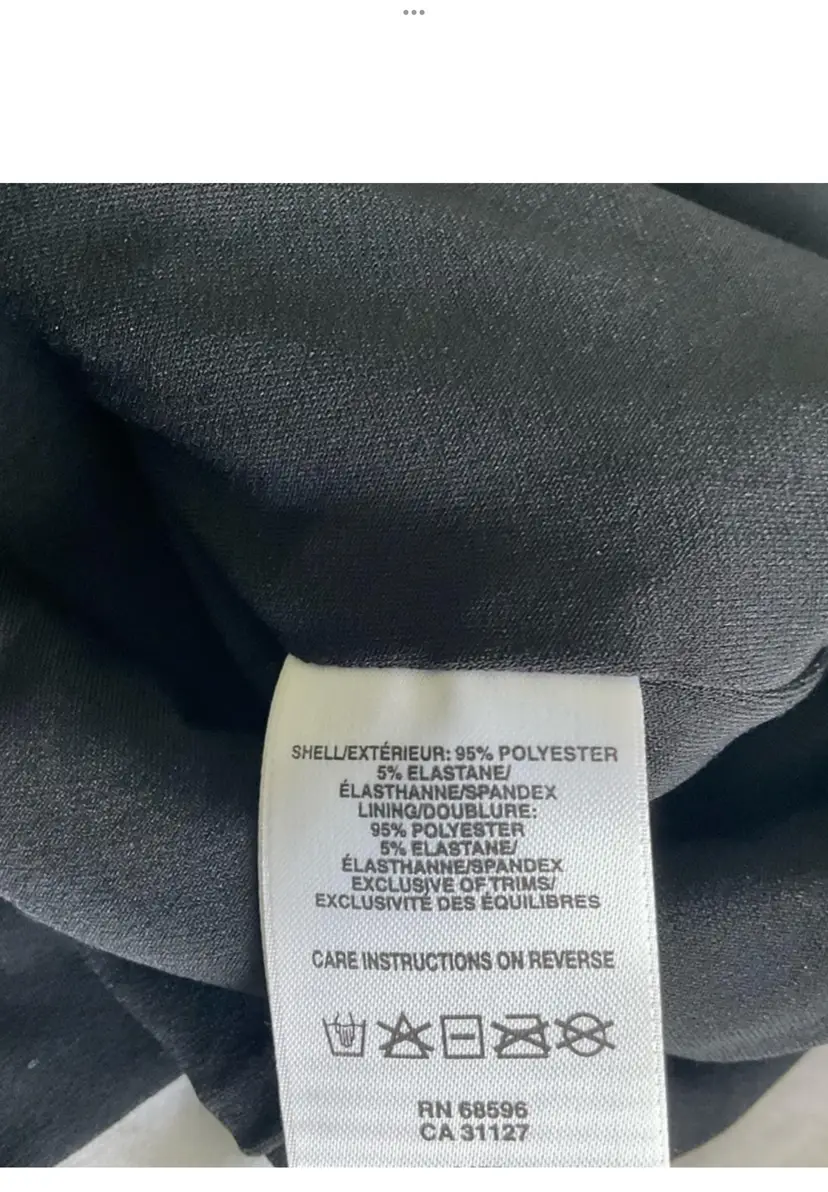 SHELL/EXTÉRIEUR: 95% POLYESTER
5% ELASTANE/
ÉLASTHANNE/SPANDEX
LINING/DOUBLURE:
95% POLYESTER
5% ELASTANE/
ÉLASTHANNE/SPANDEX
EXCLUSIVE OF TRIMS/
EXCLUSIVITÉ DES ÉQUILIBRES
CARE INSTRUCTIONS ON REVERSE
RN 68596
CA 31127